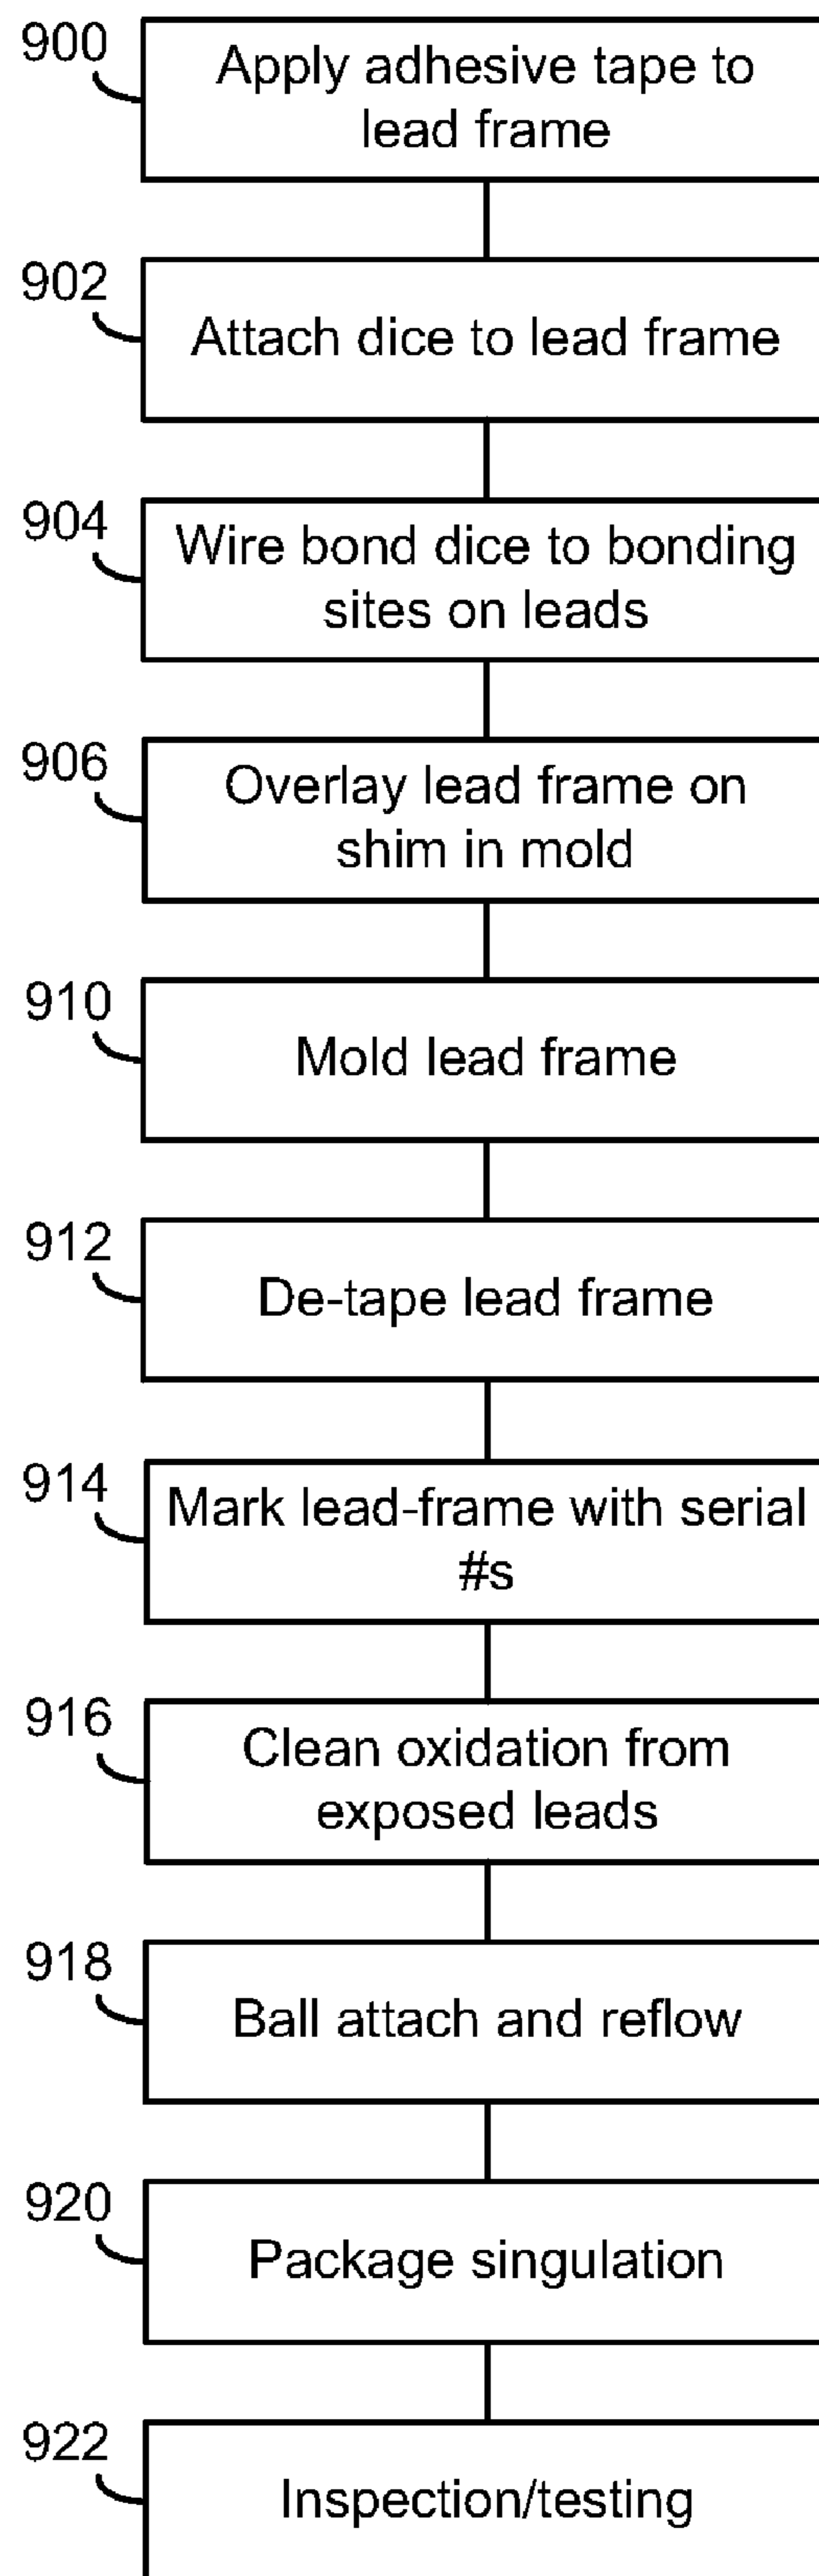 900
Apply adhesive tape to
lead frame
902
Attach dice to lead frame
904
Wire bond dice to bonding
sites on leads
906
Overlay lead frame on
shim in mold
910
Mold lead frame
912
De-tape lead frame
914
Mark lead-frame with serial
#s
916
Clean oxidation from
exposed leads
918
Ball attach and reflow
920
Package singulation
922
Inspection/testing